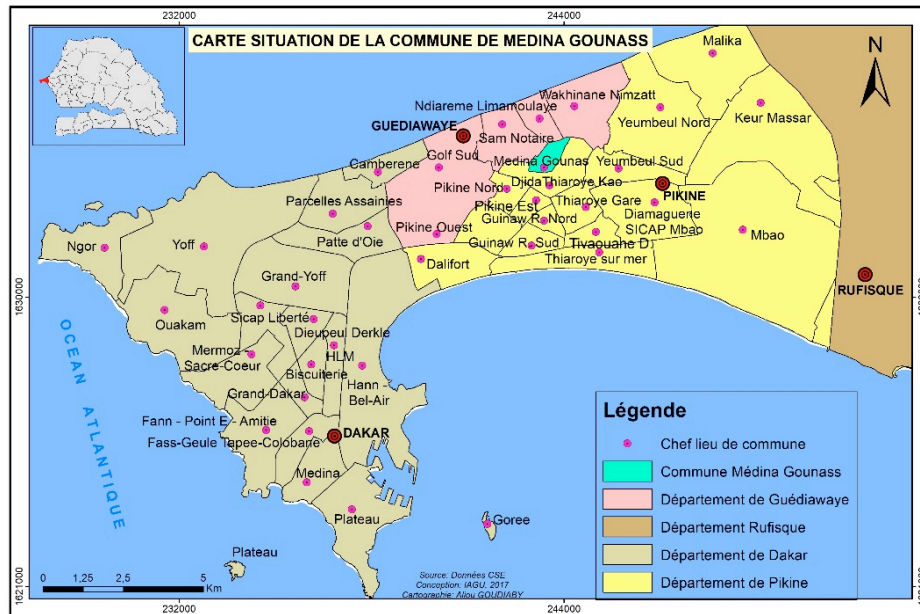 232000
244000
CARTE SITUATION DE LA COMMUNE DE MEDINA GOUNASS
N
Malika
Wakhinane Nimzatt
Ndiareme Limamoulaye
Yeumbeul Nord
Keur Massar
GUEDIAWAYE
Sam Notaire
Golf Sud
Medina Gounas
Yeumbeul Sud
Camberene
Pikine Nord
Djida Thiaroye Kao
PIKINE
Parcelles Assainies
Pikine Est
Thiaroye Gare
Diamaguene
SICAP Mbao
Guinaw R. Nord
Mbao
Patte d'Oie
Pikine Ouest
Guinaw R. Sud
Tivaouane D.
Thiaroye sur mer
Ngor
Yoff
Dalifort
Grand-Yoff
RUFISQUE
1630000
Ouakam
Sicap Liberté
Dieupeul Derkle
HLM
Mermoz -
Sacre-Coeur
Biscuiterie
Hann -
Bel-Air
Grand-Dakar
OCEAN ATLANTIQUE
Fann - Point E - Amitie
Fass-Geule Tapee-Colobane
DAKAR
Medina
Plateau
Goree
Plateau
Légende
Chef lieu de commune
Commune Médina Gounass
Département de Guédiawaye
Département Rufisque
Département de Dakar
Département de Pikine
0 1,25 2,5 5
Km
Source: Données CSE
Conception: IAGU, 2017
Cartographie: Aliou GOUDIABY
1621000
232000
244000